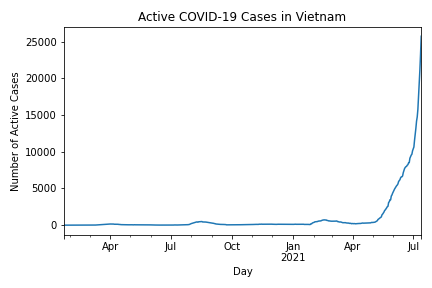 Active COVID-19 Cases in Vietnam
Number of Active Cases
25000
20000
15000
10000
5000
0
Apr Jul Oct Jan Apr Jul
2021
Day